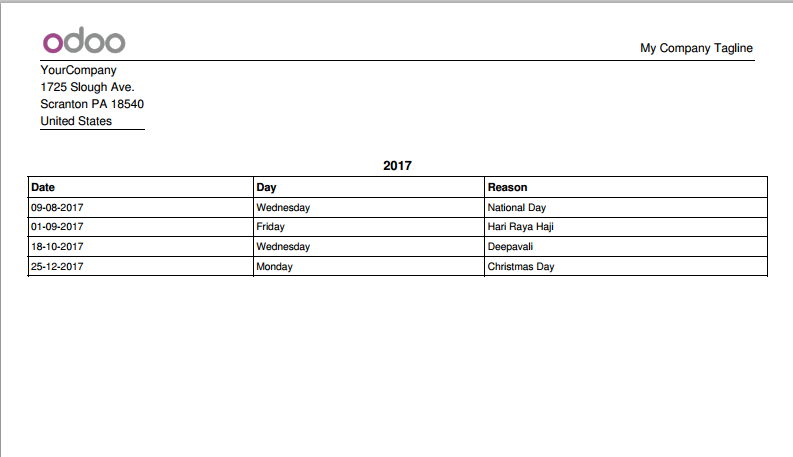 odoo
My Company Tagline
YourCompany
1725 Slough Ave.
Scranton PA 18540
United States
2017
Date Day Reason
09-08-2017 Wednesday National Day
01-09-2017 Friday Hari Raya Haji
18-10-2017 Wednesday Deepavali
25-12-2017 Monday Christmas Day